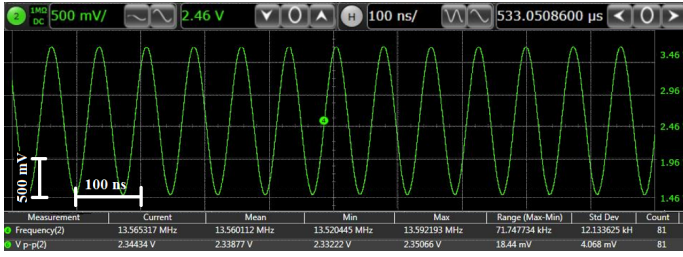 2 1MΩ DC 500 mV/ 2.46 V 0 H 100 ns/ 533.0508600 µs 0
3.46
2.96
4
2.46
1.96
500 mV
100 ns
1.46
Measurement Current Mean Min Max Range (Max-Min) Std Dev Count
Frequency(2) 13.565317 MHz 13.560112 MHz 13.520445 MHz 13.592193 MHz 71.747734 kHz 12.133625 kH 81
V p-p(2) 2.34434 V 2.33877 V 2.33222 V 2.35066 V 18.44 mV 4.068 mV 81